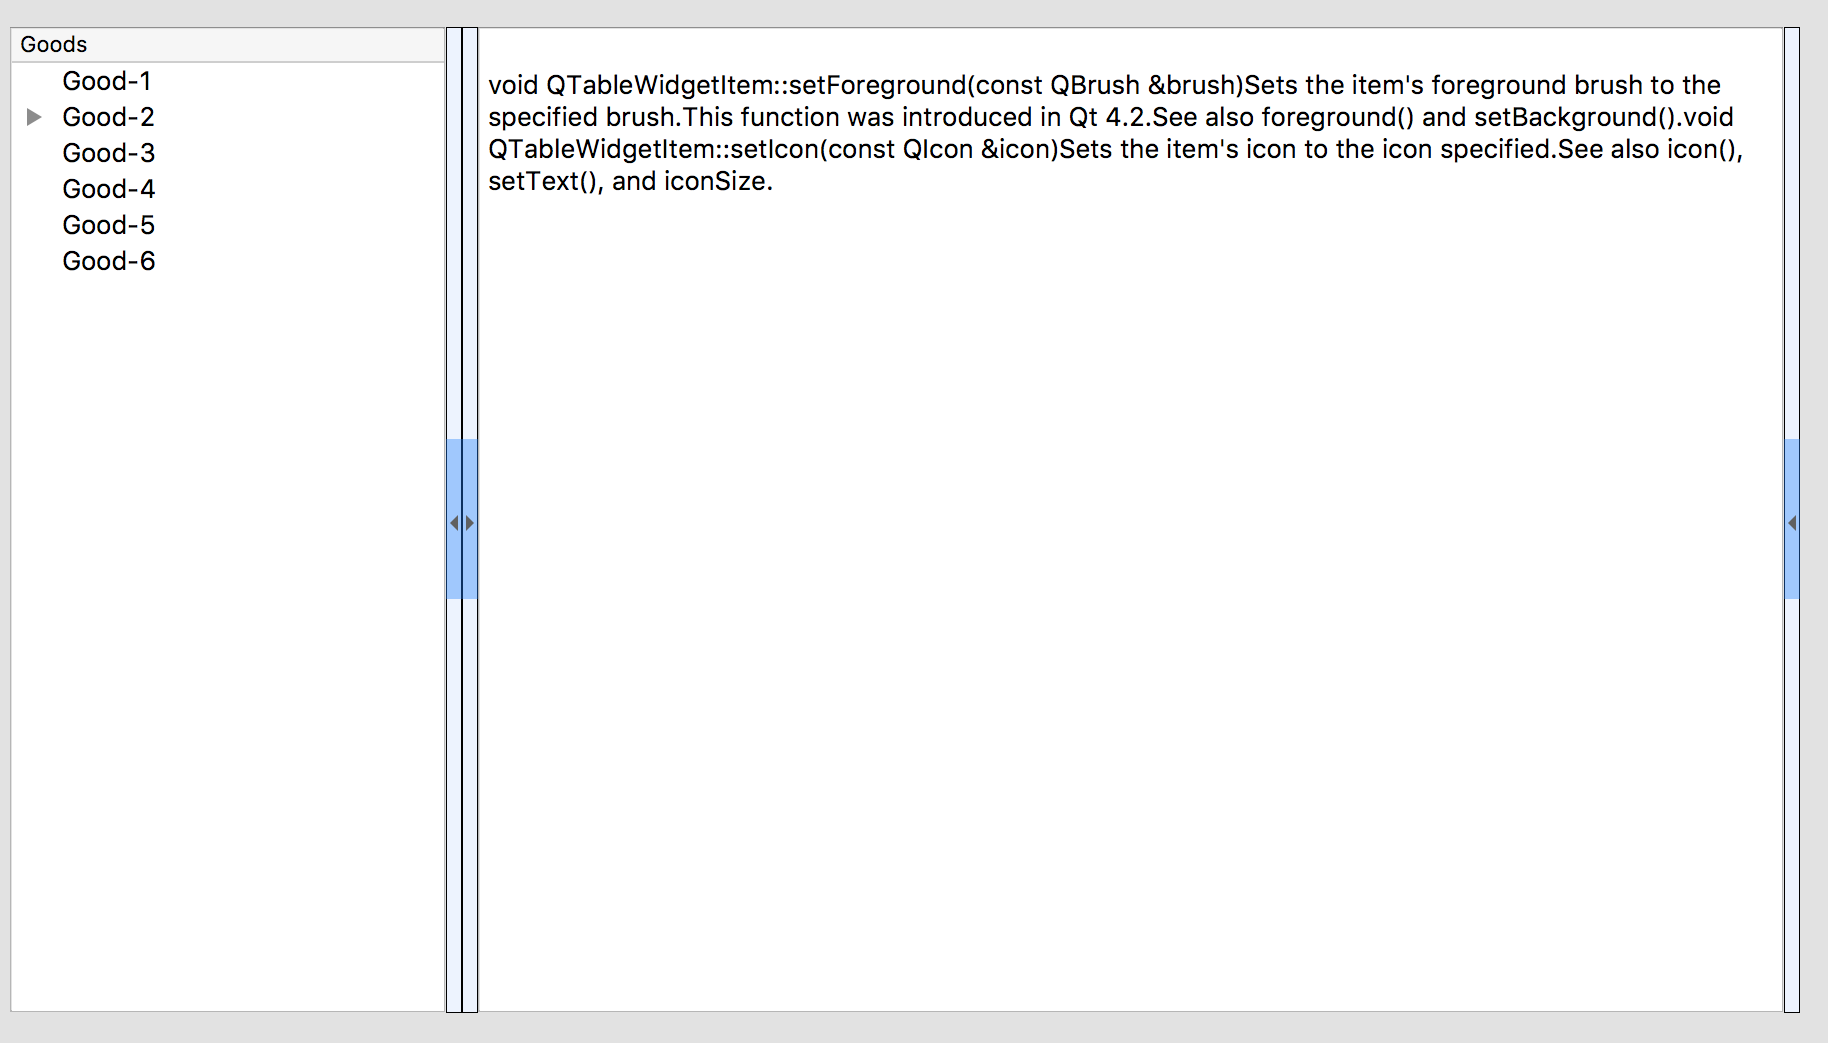 Goods
Good-1
Good-2
Good-3
Good-4
Good-5
Good-6
void QTableWidgetItem::setForeground(const QBrush &brush)Sets the item's foreground brush to the
specified brush.This function was introduced in Qt 4.2.See also foreground() and setBackground().void
QTableWidgetItem::setIcon(const QIcon &icon)Sets the item's icon to the icon specified.See also icon(),
setText(), and iconSize.